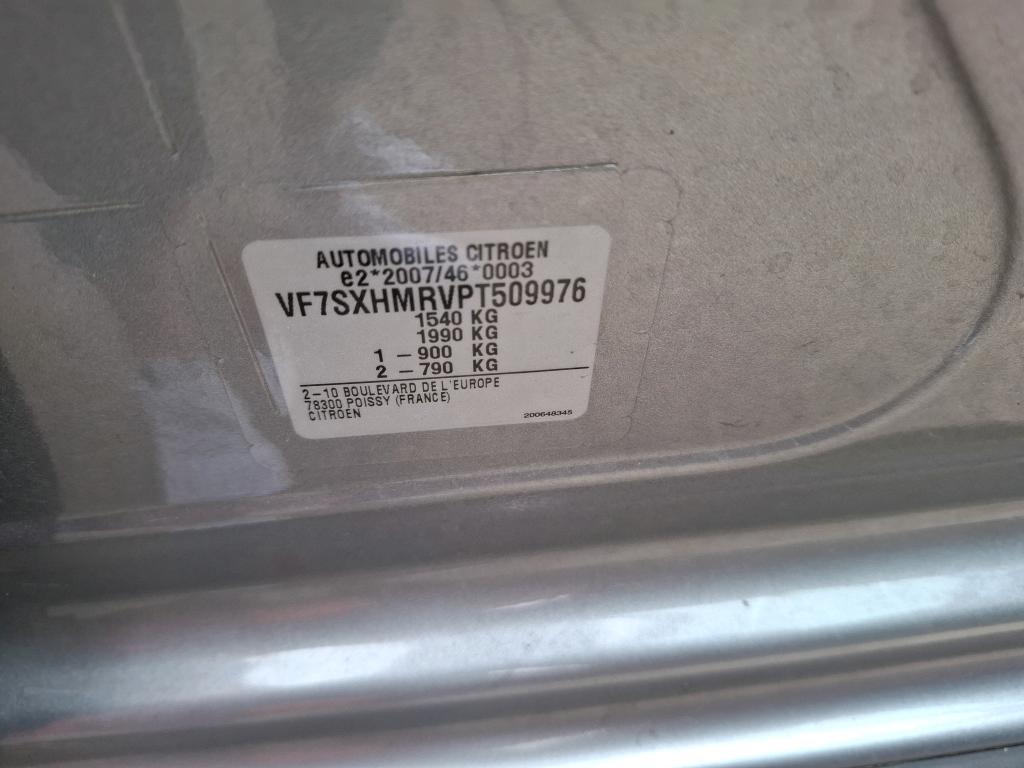 AUTOMOBILES CITROEN
e2*2007/46*0003
VF7SXHMRVPT509976
1540 KG
1990 KG
1 – 900 KG
2 – 790 KG
2–10 BOULEVARD DE L'EUROPE
78300 POISSY (FRANCE)
CITROEN 200648345